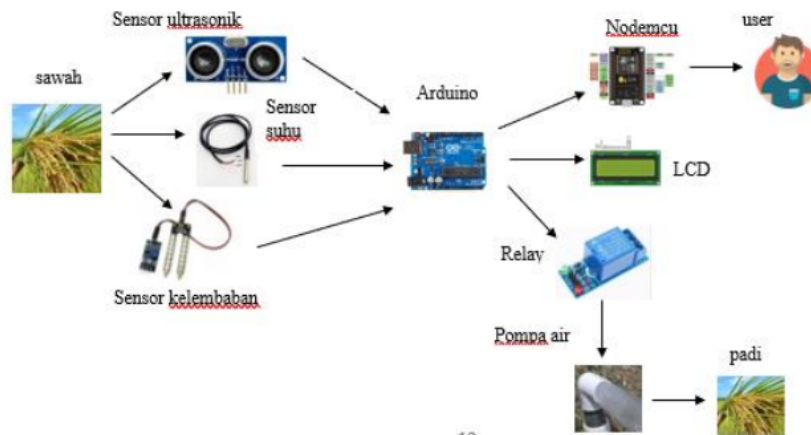 Sensor ultrasonik
Nodemcu
user
sawah
Sensor
suhu
Arduino
LCD
Relay
Sensor kelembaban
Pompa air
padi